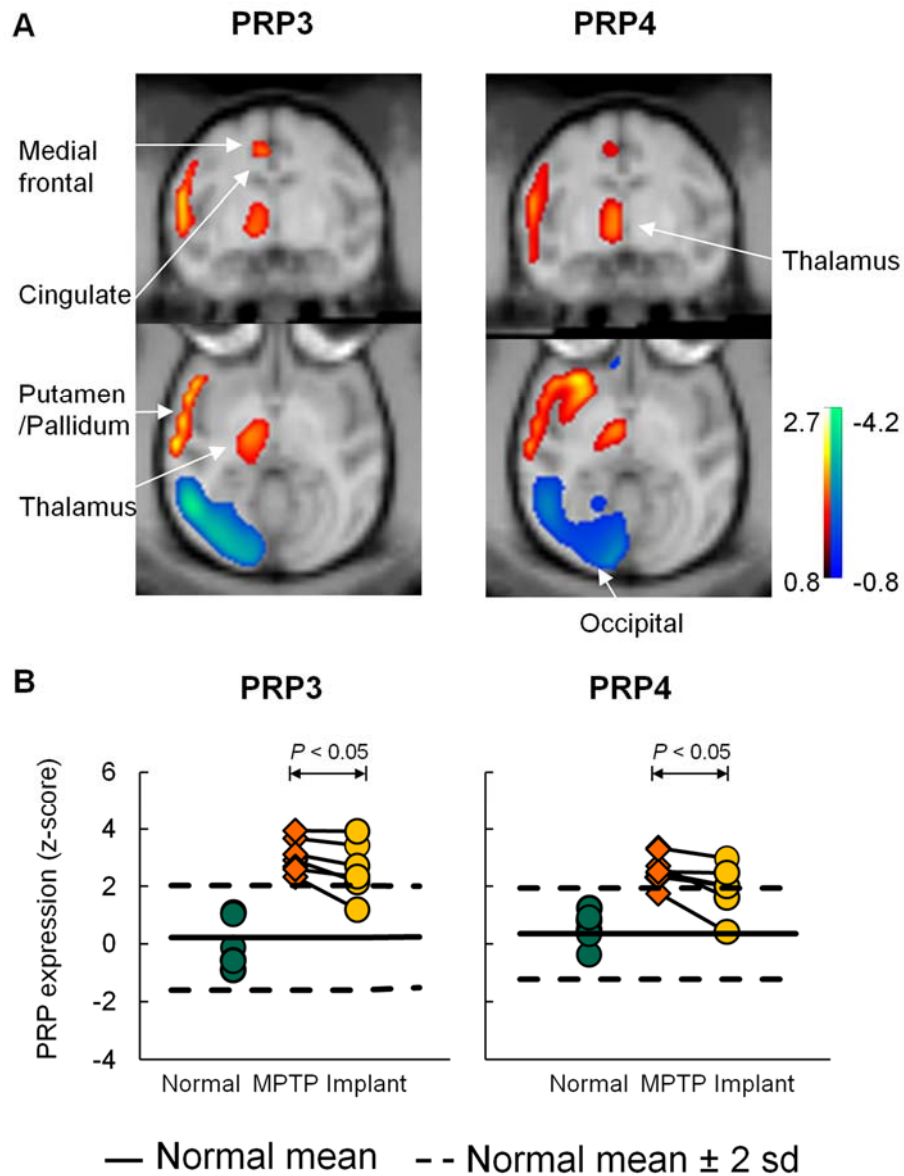 A
PRP3
PRP4
Medial
frontal
Cingulate
Thalamus
Putamen
/Pallidum
Thalamus
Occipital
2.7
-4.2
0.8
-0.8
B
PRP3
PRP4
PRP expression (z-score)
P < 0.05
P < 0.05
6
4
2
0
-2
-4
Normal MPTP Implant
Normal MPTP Implant
Normal mean
Normal mean ± 2 sd